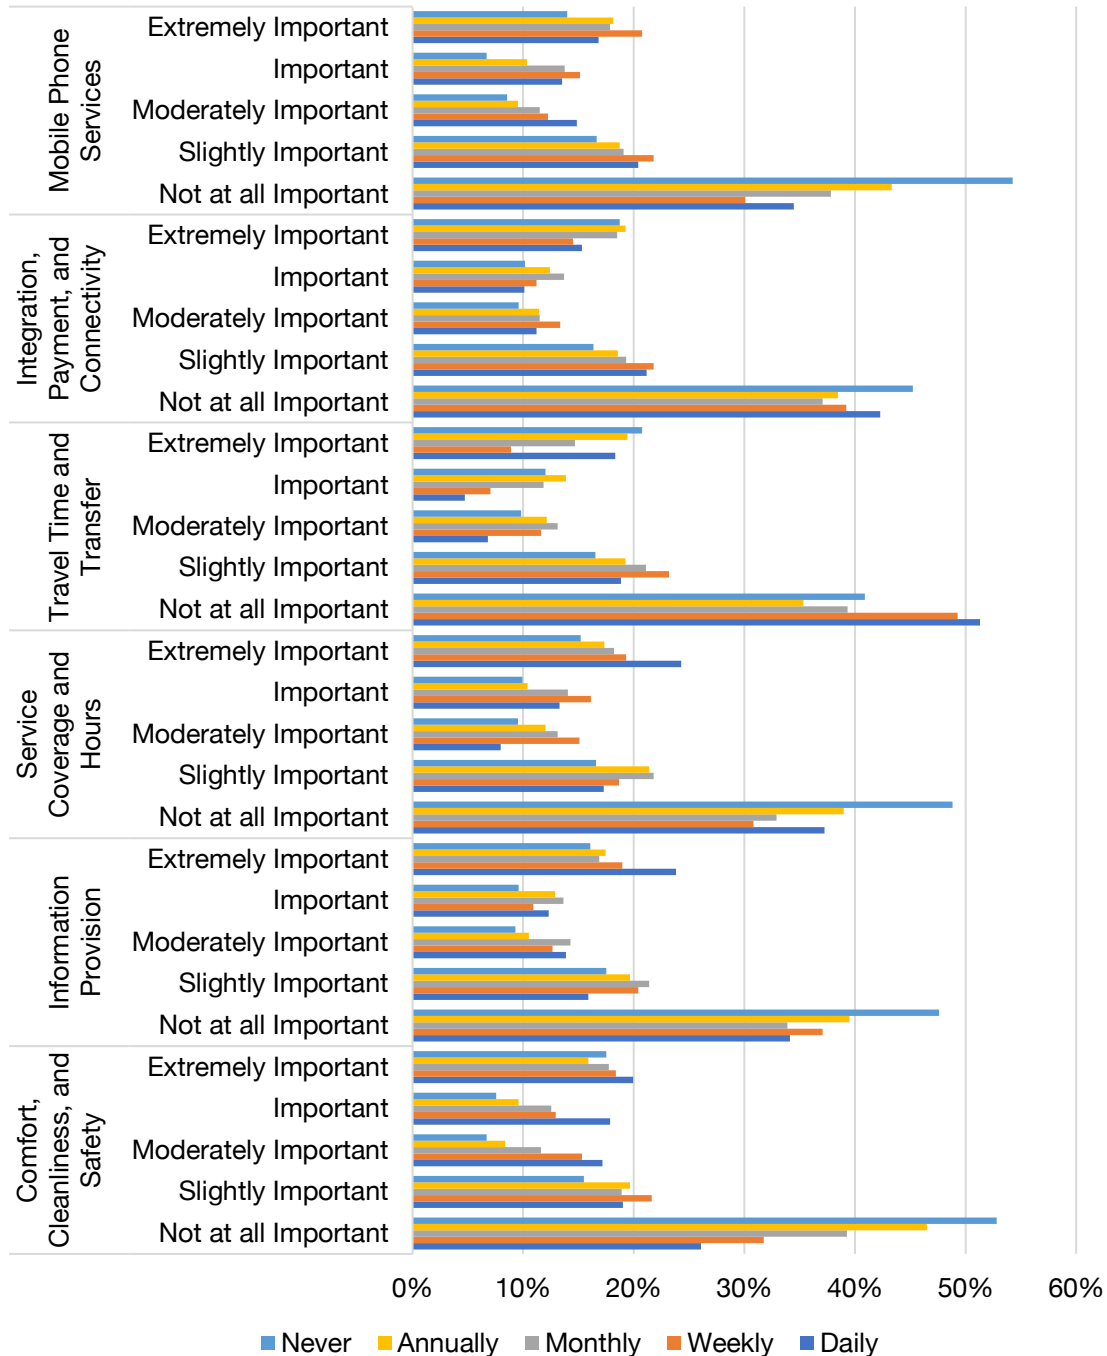 Mobile Phone
Services
Extremely Important
Important
Moderately Important
Slightly Important
Not at all Important
Integration,
Payment, and
Connectivity
Extremely Important
Important
Moderately Important
Slightly Important
Not at all Important
Travel Time and
Transfer
Extremely Important
Important
Moderately Important
Slightly Important
Not at all Important
Service
Coverage and
Hours
Extremely Important
Important
Moderately Important
Slightly Important
Not at all Important
Information
Provision
Extremely Important
Important
Moderately Important
Slightly Important
Not at all Important
Comfort,
Cleanliness, and
Safety
Extremely Important
Important
Moderately Important
Slightly Important
Not at all Important
0% 10% 20% 30% 40% 50% 60%
Never Annually Monthly Weekly Daily